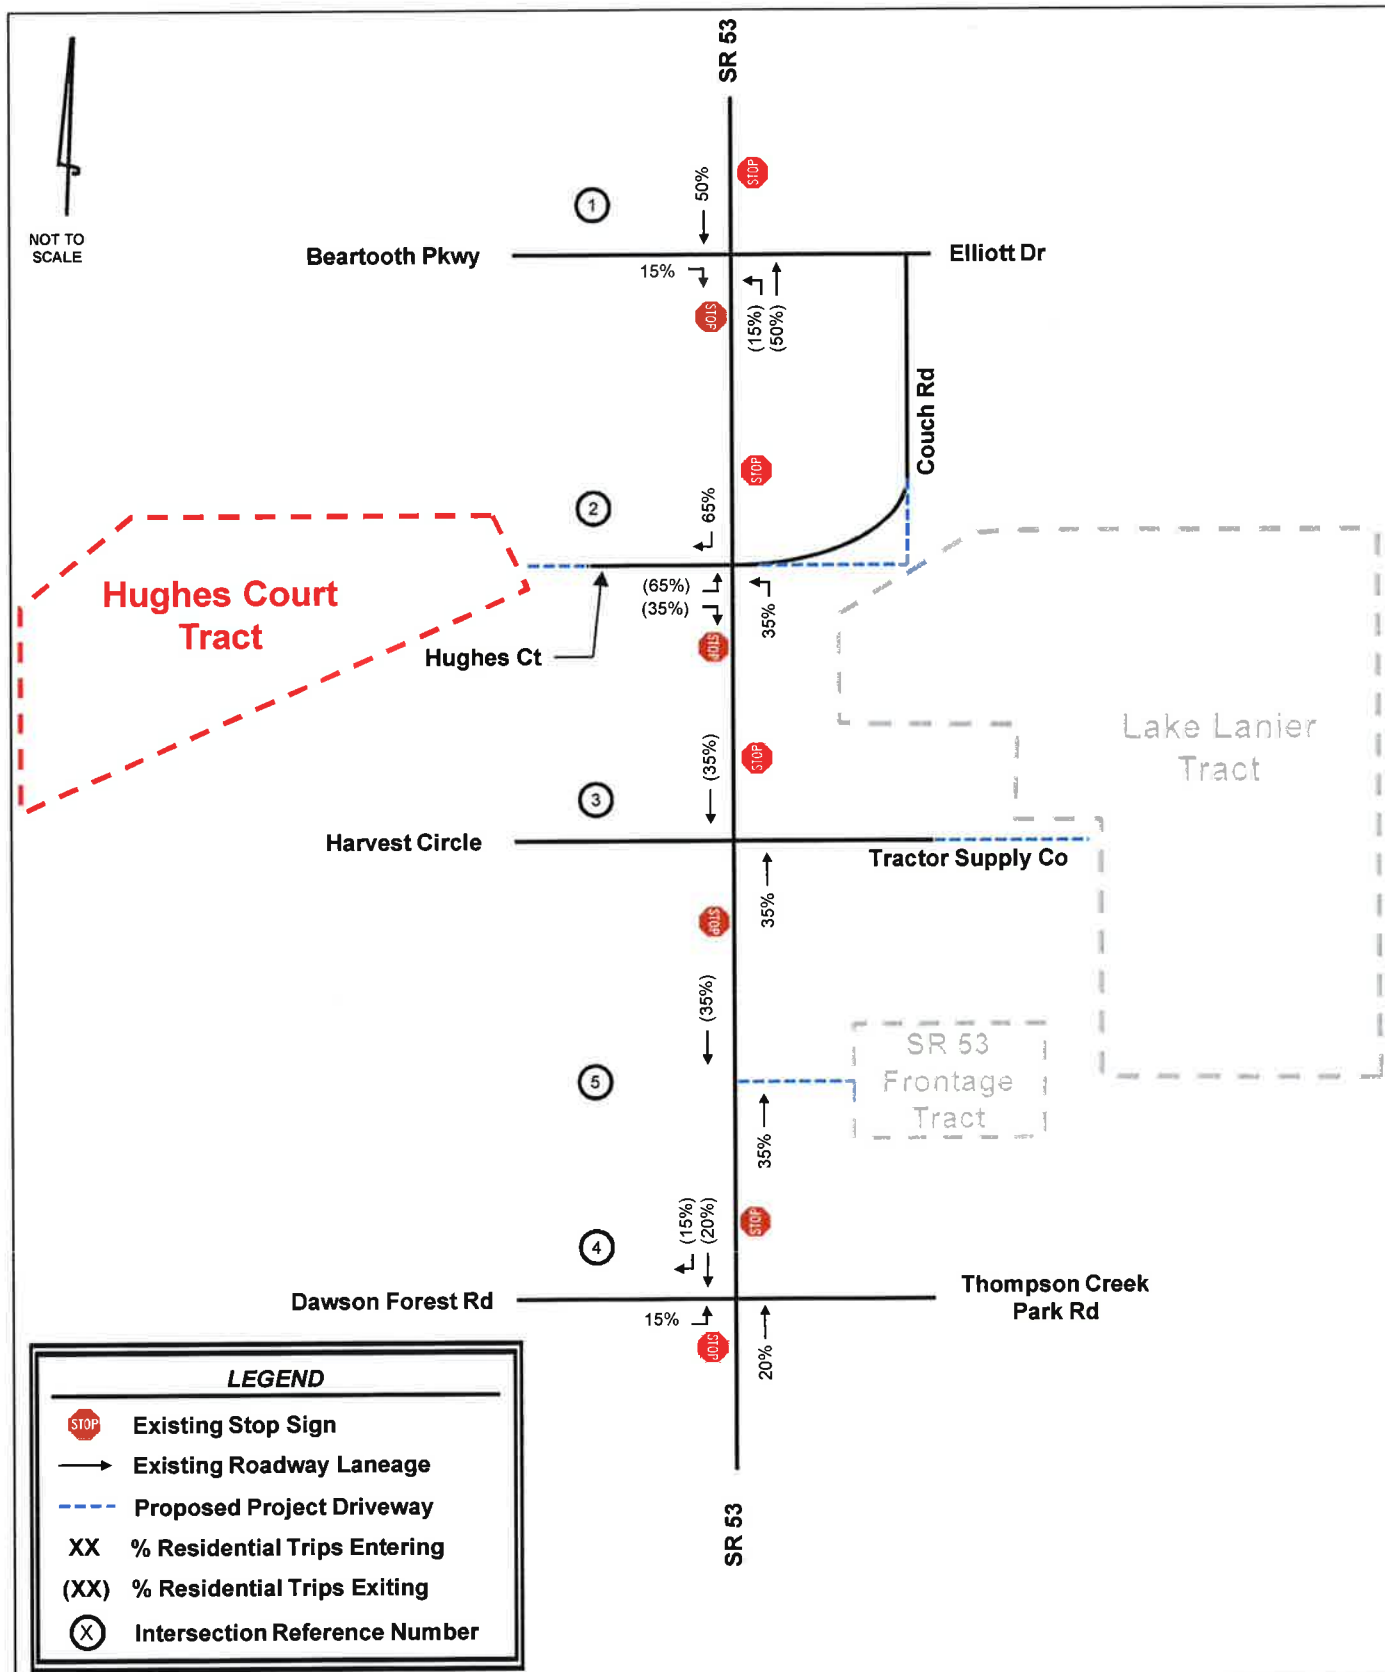 SR 53
NOT TO
SCALE
50%
STOP
1
Beartooth Pkwy
Elliott Dr
15%
STOP
(15%)
(50%)
Couch Rd
STOP
65%
2
Hughes Court
Tract
(65%)
(35%)
35%
STOP
Hughes Ct
Lake Lanier
Tract
(35%)
STOP
3
Harvest Circle
Tractor Supply Co
35%
STOP
(35%)
SR 53
Frontage
Tract
5
35%
(15%)
(20%)
STOP
4
Dawson Forest Rd
Thompson Creek
Park Rd
15%
STOP
20%
LEGEND
STOP Existing Stop Sign
Existing Roadway Laneage
Proposed Project Driveway
XX % Residential Trips Entering
(XX) % Residential Trips Exiting
X Intersection Reference Number
SR 53